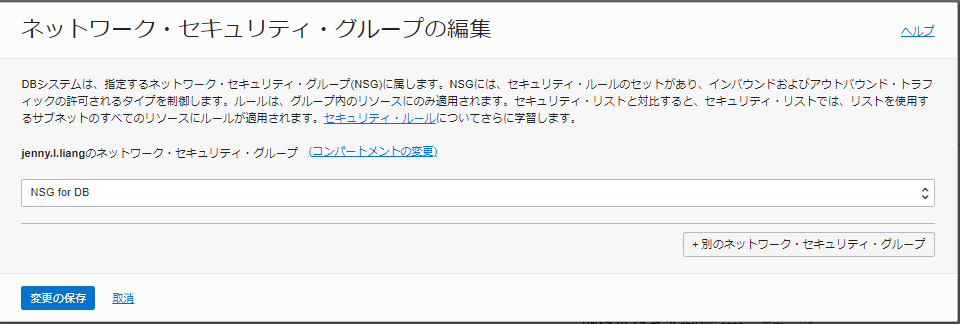 ネットワーク・セキュリティ・グループの編集
ヘルプ
DBシステムは、指定するネットワーク・セキュリティ・グループ(NSG)に属します。NSGには、セキュリティ・ルールのセットがあり、インバウンドおよびアウトバウンド・トラフ
ィックの許可されるタイプを制御します。ルールは、グループ内のリソースにのみ適用されます。セキュリティ・リストと対比すると、セキュリティ・リストでは、リストを使用す
るサブネットのすべてのリソースにルールが適用されます。セキュリティ・ルールについてさらに学習します。
jenny.l.liangのネットワーク・セキュリティ・グループ (コンパートメントの変更)
NSG for DB
+ 別のネットワーク・セキュリティ・グループ
変更の保存 取消